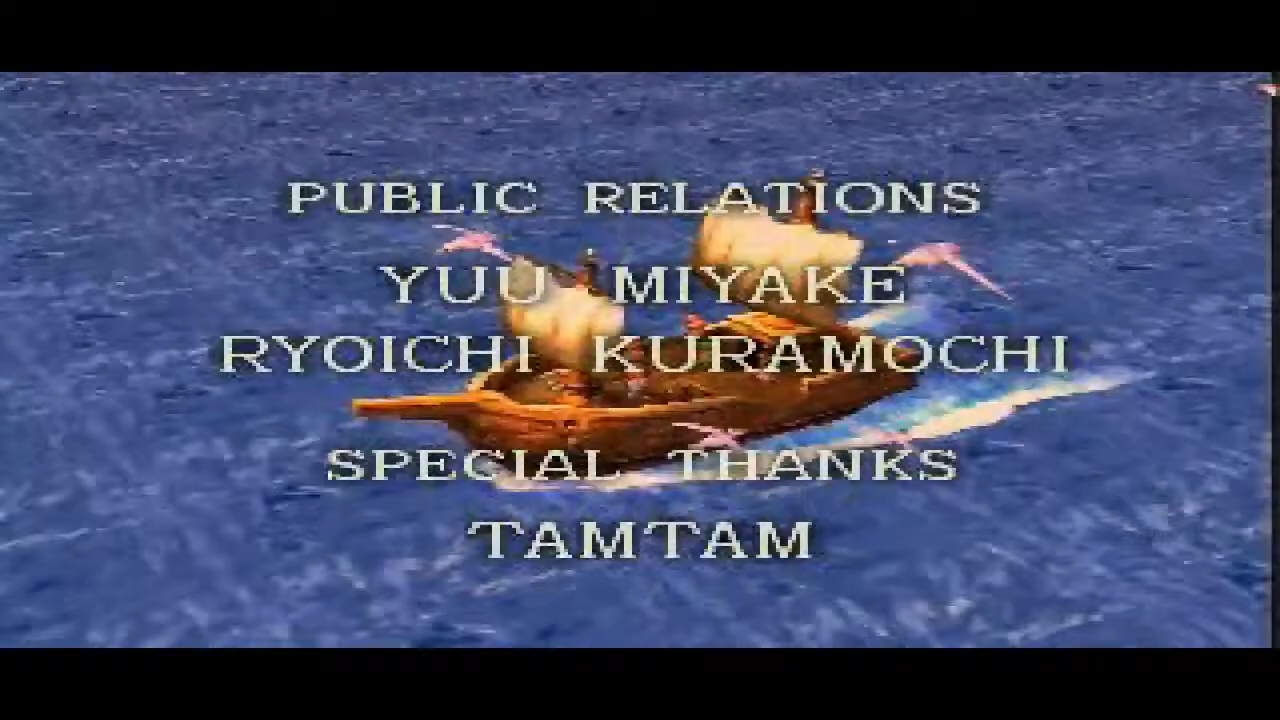 PUBLIC RELATIONS
YUU MIYAKE
RYOICHI KURAMOCHI
SPECIAL THANKS
TAMTAM